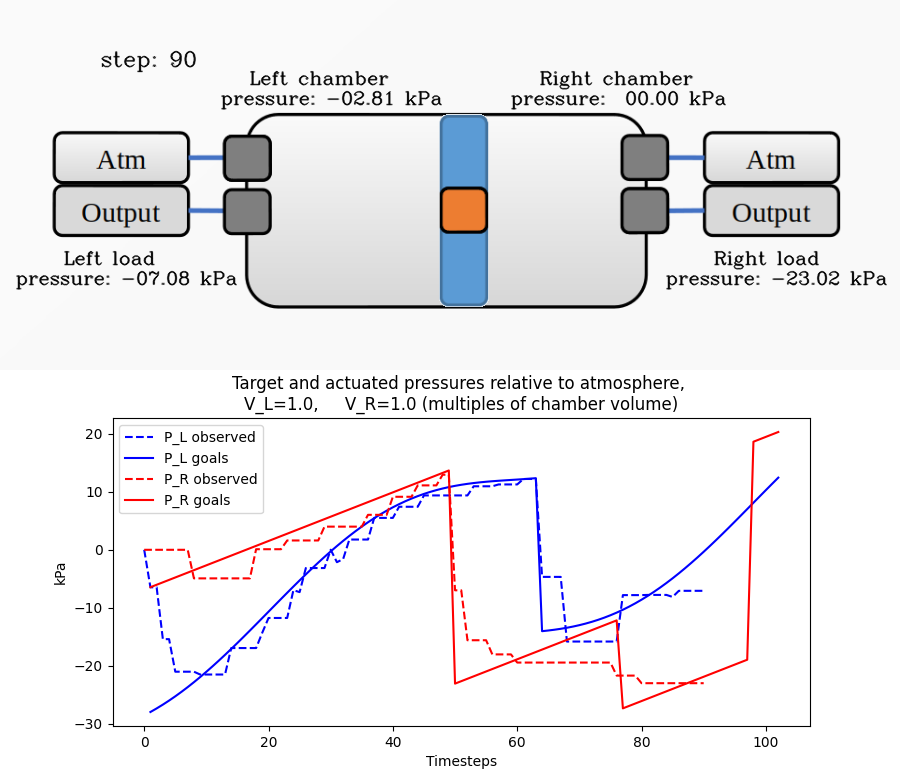 step: 90
Left chamber
pressure: -02.81 kPa
Right chamber
pressure: 00.00 kPa
Atm
Output
Atm
Output
Left load
pressure: -07.08 kPa
Right load
pressure: -23.02 kPa
Target and actuated pressures relative to atmosphere,
V_L=1.0, V_R=1.0 (multiples of chamber volume)
P_L observed
P_L goals
P_R observed
P_R goals
20
10
0
−10
−20
−30
kPa
0 20 40 60 80 100
Timesteps